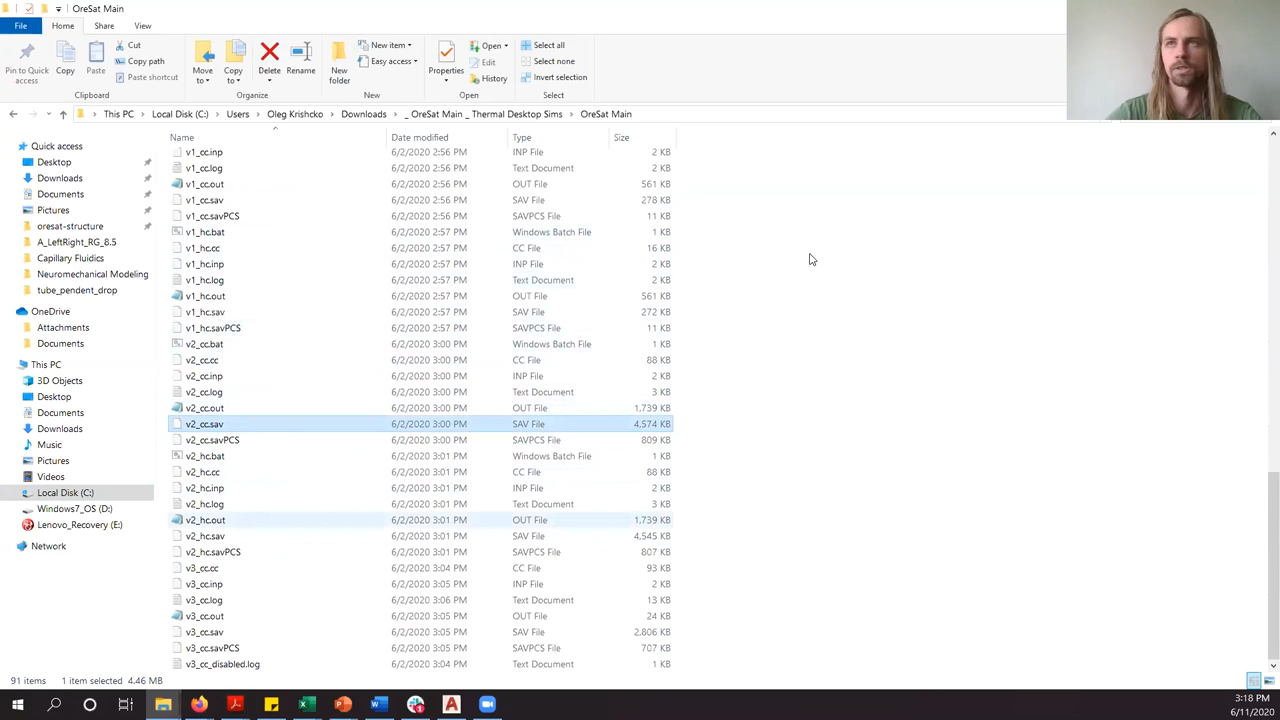 OreSat Main
File Home Share View
Pin to Quick access
Copy
Paste
Cut
Copy path
Paste shortcut
Clipboard
Move to
Copy to
Delete
Rename
Organize
New folder
New item
Easy access
New
Properties
Open
Edit
History
Open
Select all
Select none
Invert selection
Select
This PC > Local Disk (C:) > Users > Oleg Krishcko > Downloads > _ OreSat Main _ Thermal Desktop Sims > OreSat Main
Quick access
Desktop
Downloads
Documents
Pictures
oresat-structure
A_LeftRight_RG_8.5
Capillary Fluidics
Neuromechanical Modeling
tube_pendent_drop
OneDrive
Attachments
Documents
This PC
3D Objects
Desktop
Documents
Downloads
Music
Pictures
Videos
Local Disk (C:)
Windows7_OS (D:)
Lenovo_Recovery (E:)
Network
Name Date modified Type Size
v1_cc.inp 6/2/2020 2:56 PM INP File 2 KB
v1_cc.log 6/2/2020 2:56 PM Text Document 2 KB
v1_cc.out 6/2/2020 2:56 PM OUT File 561 KB
v1_cc.sav 6/2/2020 2:56 PM SAV File 278 KB
v1_cc.savPCS 6/2/2020 2:56 PM SAVPCS File 11 KB
v1_hc.bat 6/2/2020 2:57 PM Windows Batch File 1 KB
v1_hc.cc 6/2/2020 2:57 PM CC File 16 KB
v1_hc.inp 6/2/2020 2:57 PM INP File 2 KB
v1_hc.log 6/2/2020 2:57 PM Text Document 2 KB
v1_hc.out 6/2/2020 2:57 PM OUT File 561 KB
v1_hc.sav 6/2/2020 2:57 PM SAV File 272 KB
v1_hc.savPCS 6/2/2020 2:57 PM SAVPCS File 11 KB
v2_cc.bat 6/2/2020 3:00 PM Windows Batch File 1 KB
v2_cc.cc 6/2/2020 3:00 PM CC File 88 KB
v2_cc.inp 6/2/2020 3:00 PM INP File 2 KB
v2_cc.log 6/2/2020 3:00 PM Text Document 3 KB
v2_cc.out 6/2/2020 3:00 PM OUT File 1,739 KB
v2_cc.sav 6/2/2020 3:00 PM SAV File 4,574 KB
v2_cc.savPCS 6/2/2020 3:00 PM SAVPCS File 809 KB
v2_hc.bat 6/2/2020 3:01 PM Windows Batch File 1 KB
v2_hc.cc 6/2/2020 3:01 PM CC File 88 KB
v2_hc.inp 6/2/2020 3:01 PM INP File 2 KB
v2_hc.log 6/2/2020 3:01 PM Text Document 3 KB
v2_hc.out 6/2/2020 3:01 PM OUT File 1,739 KB
v2_hc.sav 6/2/2020 3:01 PM SAV File 4,545 KB
v2_hc.savPCS 6/2/2020 3:01 PM SAVPCS File 807 KB
v3_cc.cc 6/2/2020 3:04 PM CC File 93 KB
v3_cc.inp 6/2/2020 3:05 PM INP File 2 KB
v3_cc.log 6/2/2020 3:06 PM Text Document 13 KB
v3_cc.out 6/2/2020 3:05 PM OUT File 24 KB
v3_cc.sav 6/2/2020 3:05 PM SAV File 2,806 KB
v3_cc.savPCS 6/2/2020 3:05 PM SAVPCS File 707 KB
v3_cc_disabled.log 6/2/2020 3:04 PM Text Document 1 KB
91 items 1 item selected 4.46 MB
3:18 PM
6/11/2020